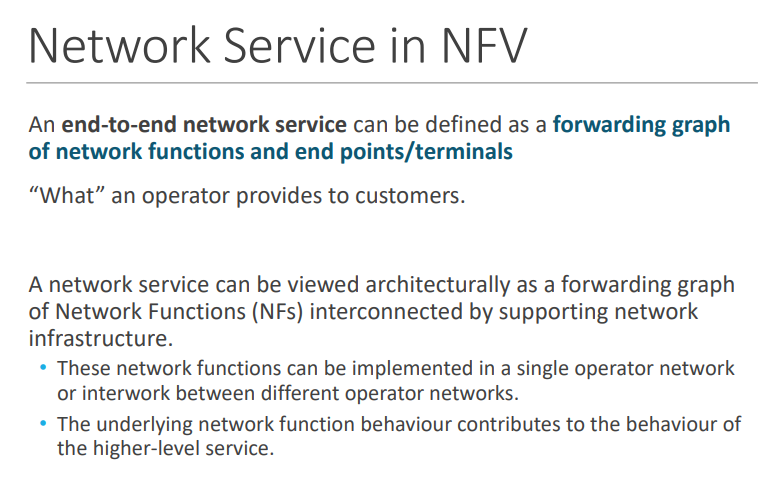 Network Service in NFV
An end-to-end network service can be defined as a forwarding graph
of network functions and end points/terminals
“What” an operator provides to customers.
A network service can be viewed architecturally as a forwarding graph
of Network Functions (NFs) interconnected by supporting network
infrastructure.
• These network functions can be implemented in a single operator network
or interwork between different operator networks.
• The underlying network function behaviour contributes to the behaviour of
the higher-level service.